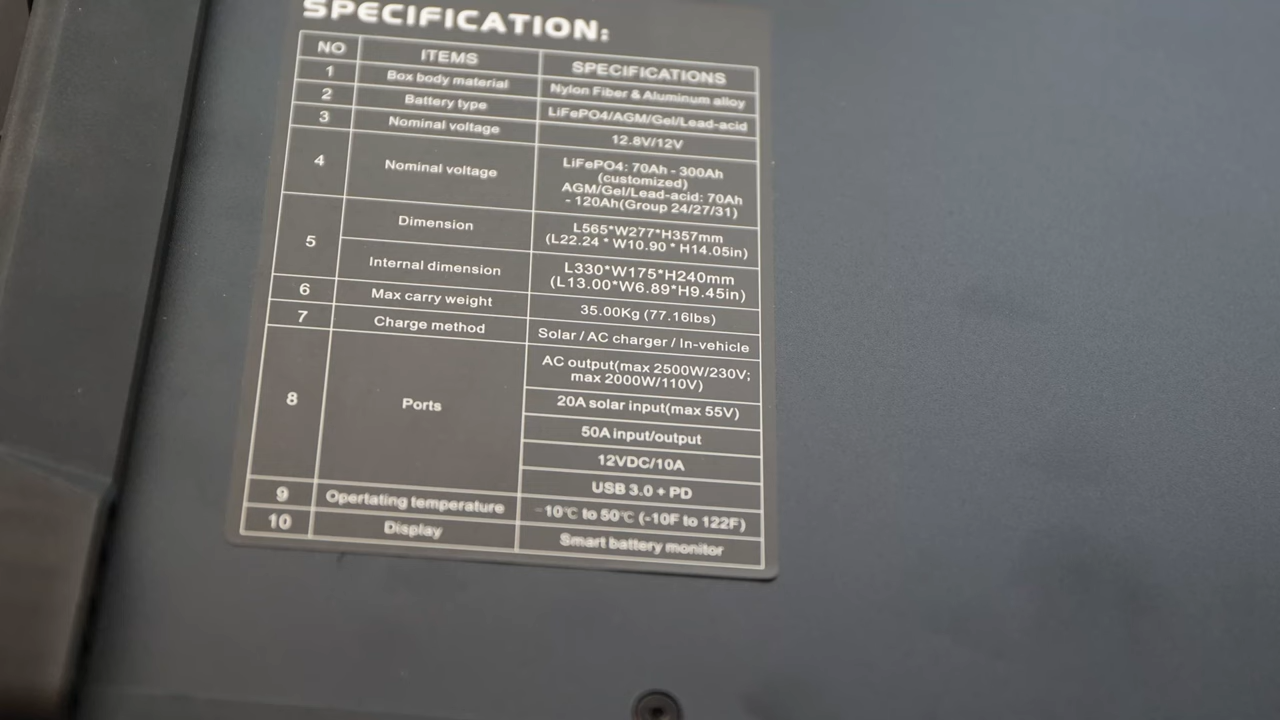 SPECIFICATION:
NO ITEMS SPECIFICATIONS
1 Box body material Nylon Fiber & Aluminum alloy
2 Battery type LiFePO4/AGM/Gel/Lead-acid
3 Nominal voltage 12.8V/12V
4 Nominal voltage LiFePO4: 70Ah - 300Ah
(customized)
AGM/Gel/Lead-acid: 70Ah
- 120Ah(Group 24/27/31)
5 Dimension L565*W277*H357mm
(L22.24 * W10.90 * H14.05in)
Internal dimension L330*W175*H240mm
(L13.00*W6.89*H9.45in)
6 Max carry weight 35.00Kg (77.16lbs)
7 Charge method Solar / AC charger / In-vehicle
8 Ports AC output(max 2500W/230V;
max 2000W/110V)
20A solar input(max 55V)
50A input/output
12VDC/10A
USB 3.0 + PD
9 Opertating temperature -10℃ to 50℃ (-10F to 122F)
10 Display Smart battery monitor